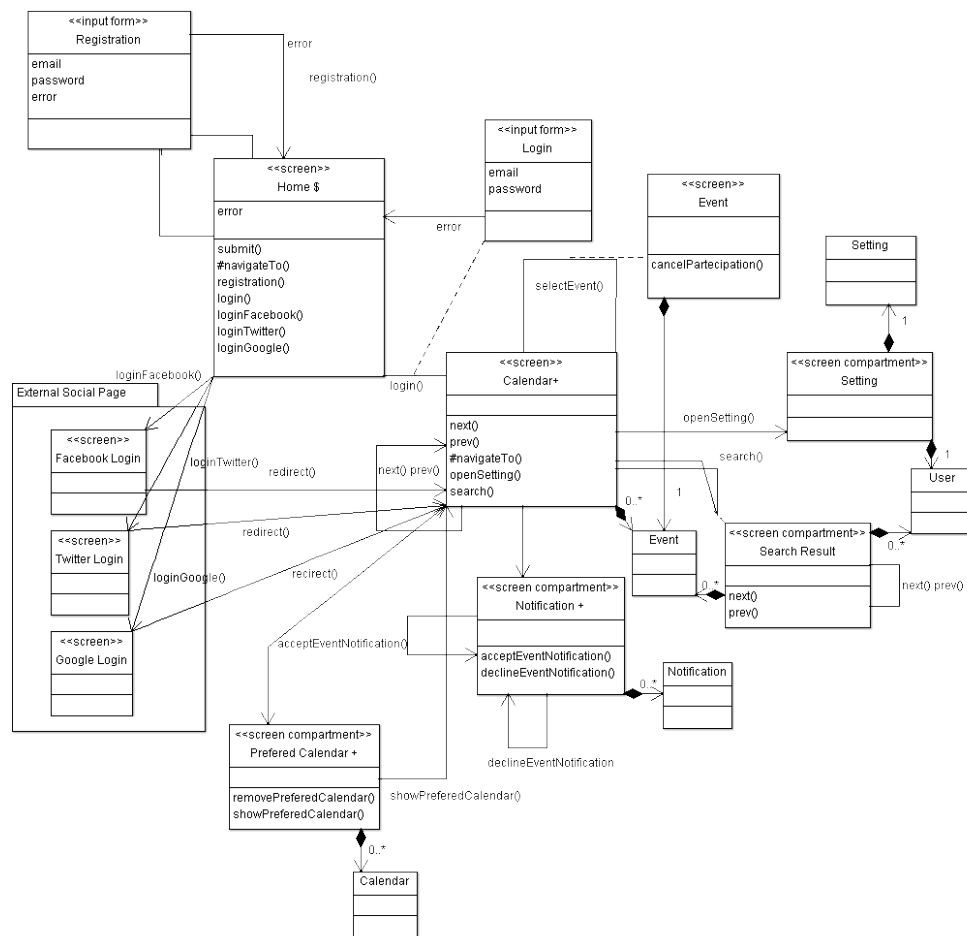 <<input form>>
Registration
email
password
error
error
registration()
<<screen>>
Home $
error
submit()
#navigateTo()
registration()
login()
loginFacebook()
loginTwitter()
loginGoogle()
<<input form>>
Login
email
password
error
<<screen>>
Event
cancelPartecipation()
selectEvent()
Setting
1
<<screen compartment>>
Setting
1
User
login()
<<screen>>
Calendar+
next()
prev()
#navigateTo()
openSetting()
search()
openSetting()
search()
next() prev()
loginFacebook()
External Social Page
<<screen>>
Facebook Login
loginTwitter()
redirect()
<<screen>>
Twitter Login
redirect()
loginGoogle()
recirect()
<<screen>>
Google Login
0..*
1
Event
0..*
<<screen compartment>>
Search Result
next()
prev()
0..*
next() prev()
<<screen compartment>>
Notification +
acceptEventNotification()
declineEventNotification()
acceptEventNotification()
0..*
Notification
declineEventNotification
<<screen compartment>>
Prefered Calendar +
removePreferedCalendar()
showPreferedCalendar()
showPreferedCalendar()
0..*
Calendar